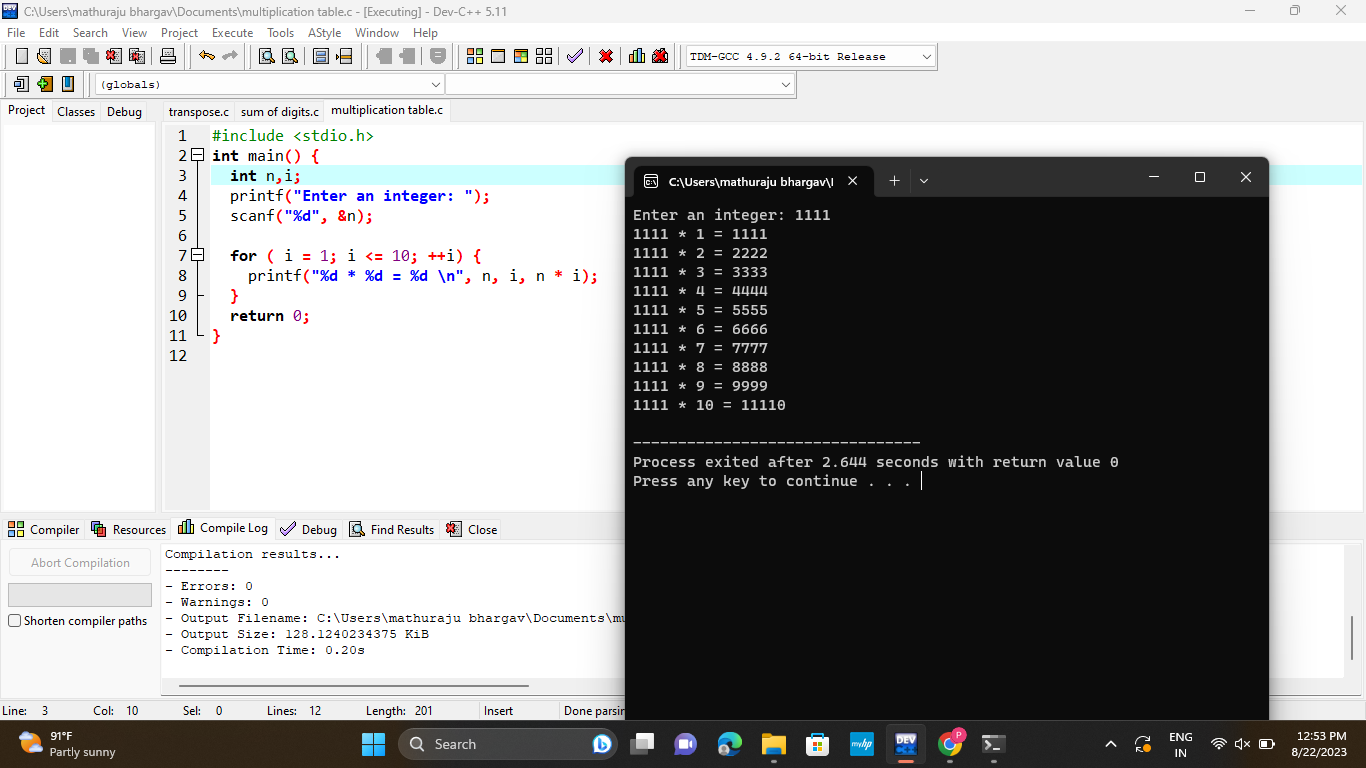 C:\Users\mathuraju bhargav\Documents\multiplication table.c - [Executing] - Dev-C++ 5.11
File Edit Search View Project Execute Tools AStyle Window Help
TDM-GCC 4.9.2 64-bit Release
(globals)
Project Classes Debug
transpose.c sum of digits.c multiplication table.c
1 #include <stdio.h>
2 int main() {
3 int n,i;
4 printf("Enter an integer: ");
5 scanf("%d", &n);
6
7 for ( i = 1; i <= 10; ++i) {
8 printf("%d * %d = %d \n", n, i, n * i);
9 }
10 return 0;
11 }
12
C:\Users\mathuraju bhargav\
Enter an integer: 1111
1111 * 1 = 1111
1111 * 2 = 2222
1111 * 3 = 3333
1111 * 4 = 4444
1111 * 5 = 5555
1111 * 6 = 6666
1111 * 7 = 7777
1111 * 8 = 8888
1111 * 9 = 9999
1111 * 10 = 11110
--------------------------------
Process exited after 2.644 seconds with return value 0
Press any key to continue . . .
Compiler Resources Compile Log Debug Find Results Close
Abort Compilation
Shorten compiler paths
Compilation results...
--------
- Errors: 0
- Warnings: 0
- Output Filename: C:\Users\mathuraju bhargav\Documents\mu
- Output Size: 128.1240234375 KiB
- Compilation Time: 0.20s
Line: 3 Col: 10 Sel: 0 Lines: 12 Length: 201 Insert Done parsin
91°F
Partly sunny
Search
myhp
DEV
P
ENG
IN
12:53 PM
8/22/2023